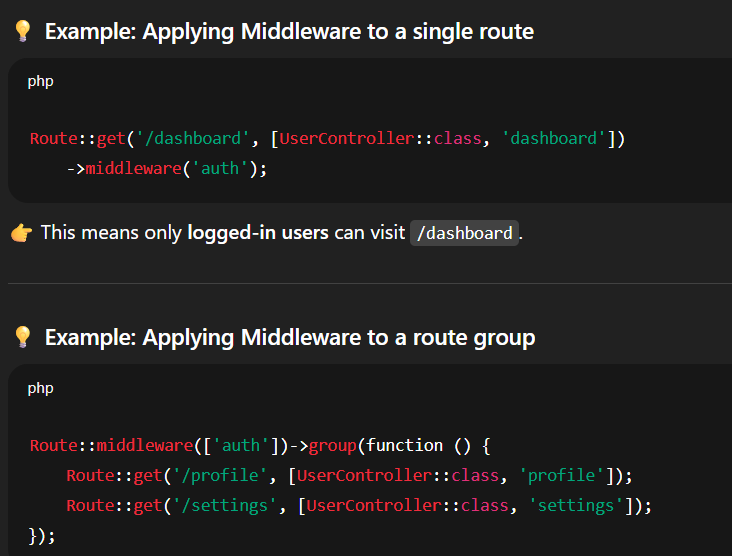 💡 Example: Applying Middleware to a single route
php
Route::get('/dashboard', [UserController::class, 'dashboard'])
    ->middleware('auth');
👉 This means only logged-in users can visit /dashboard.
💡 Example: Applying Middleware to a route group
php
Route::middleware(['auth'])->group(function () {
    Route::get('/profile', [UserController::class, 'profile']);
    Route::get('/settings', [UserController::class, 'settings']);
});